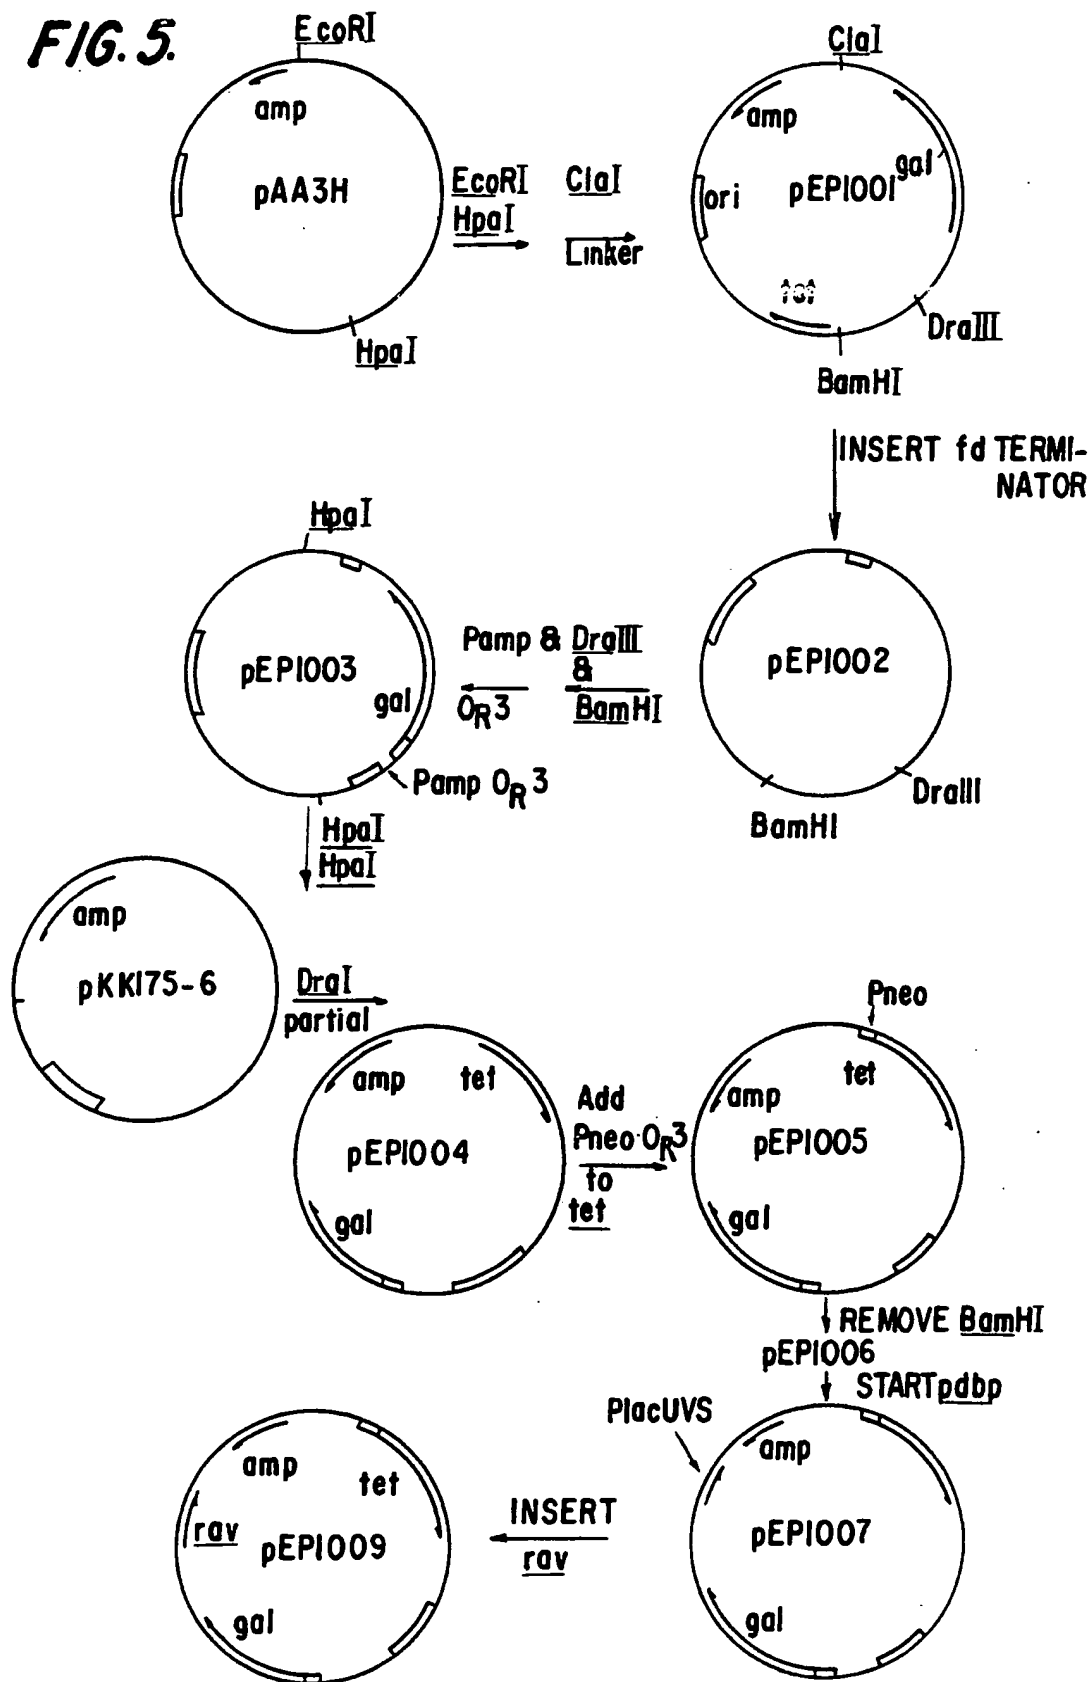 FIG. 5.
EcoRI
amp
pAA3H
HpaI
EcoRI
HpaI
ClaI
Linker
ClaI
amp
gal
ori
pEP1001
tet
DraIII
BamHI
INSERT fd TERMI-
NATOR
pEP1002
DraIII
BamHI
Pamp & DraIII
&
OR3 BamHI
HpaI
pEP1003
gal
Pamp OR3
HpaI
HpaI
amp
pKK175-6
DraI
partial
amp
tet
pEP1004
gal
Add
Pneo OR3
to
tet
Pneo
tet
amp
pEP1005
gal
REMOVE BamHI
pEP1006
START pdbp
PlacUVS
amp
pEP1007
gal
INSERT
rav
amp
tet
rav
pEP1009
gal